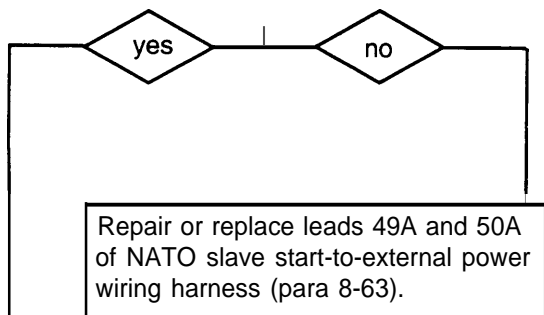 yes
no
Repair or replace leads 49A and 50A
of NATO slave start-to-external power
wiring harness (para 8-63).